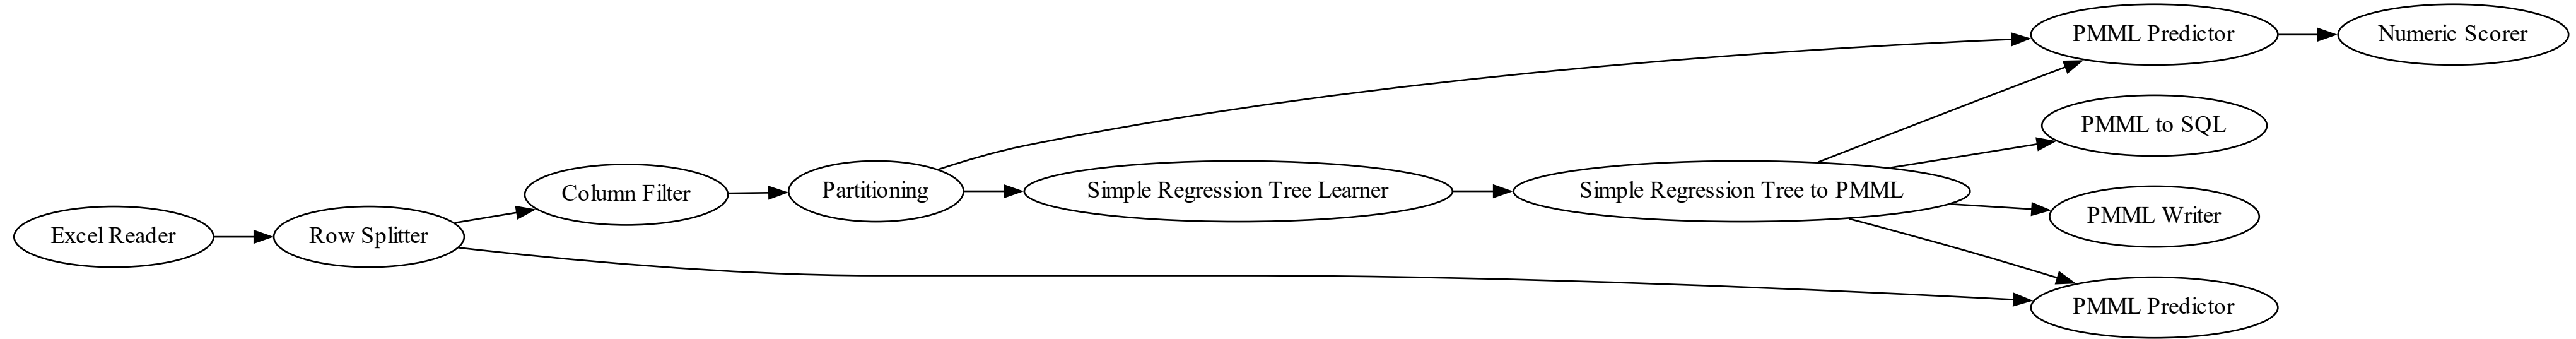 Excel Reader
Row Splitter
Column Filter
Partitioning
Simple Regression Tree Learner
Simple Regression Tree to PMML
PMML Predictor
Numeric Scorer
PMML to SQL
PMML Writer
PMML Predictor